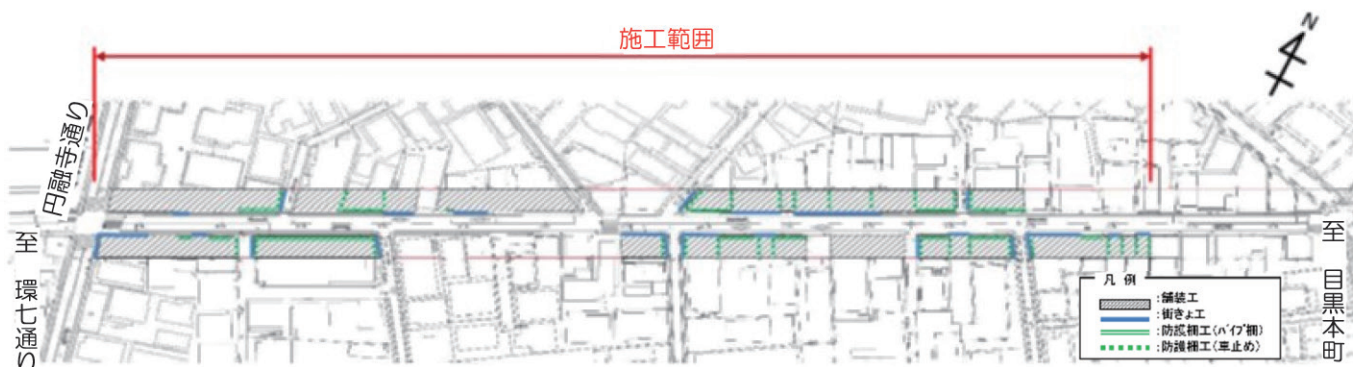 施工範囲
N
円融寺通り
至 環七通り
至 目黒本町
凡 例
:舗装工
:街きょ工
:防護柵工(パイプ柵)
:防護柵工(車止め)